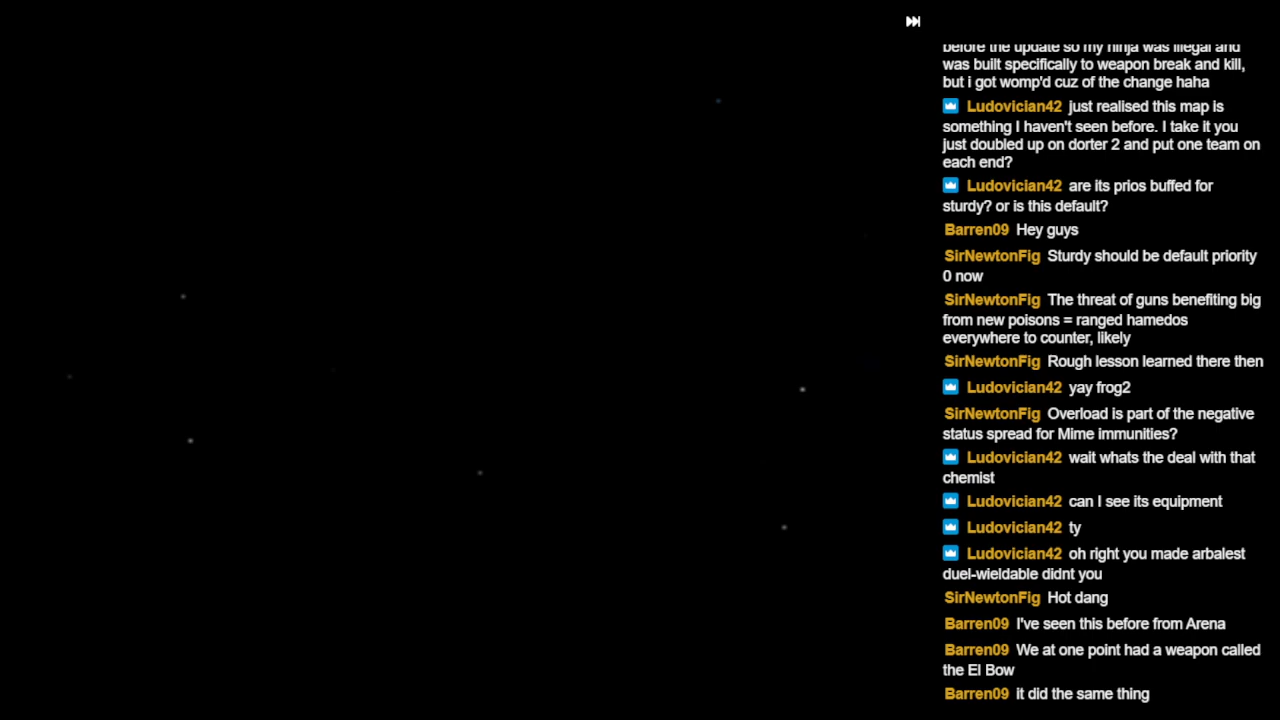 before the update so my ninja was illegal and
was built specifically to weapon break and kill,
but i got womp'd cuz of the change haha
Ludovician42 just realised this map is
something I haven't seen before. I take it you
just doubled up on dorter 2 and put one team on
each end?
Ludovician42 are its prios buffed for
sturdy? or is this default?
Barren09 Hey guys
SirNewtonFig Sturdy should be default priority
0 now
SirNewtonFig The threat of guns benefiting big
from new poisons = ranged hamedos
everywhere to counter, likely
SirNewtonFig Rough lesson learned there then
Ludovician42 yay frog2
SirNewtonFig Overload is part of the negative
status spread for Mime immunities?
Ludovician42 wait whats the deal with that
chemist
Ludovician42 can I see its equipment
Ludovician42 ty
Ludovician42 oh right you made arbalest
duel-wieldable didnt you
SirNewtonFig Hot dang
Barren09 I've seen this before from Arena
Barren09 We at one point had a weapon called
the El Bow
Barren09 it did the same thing